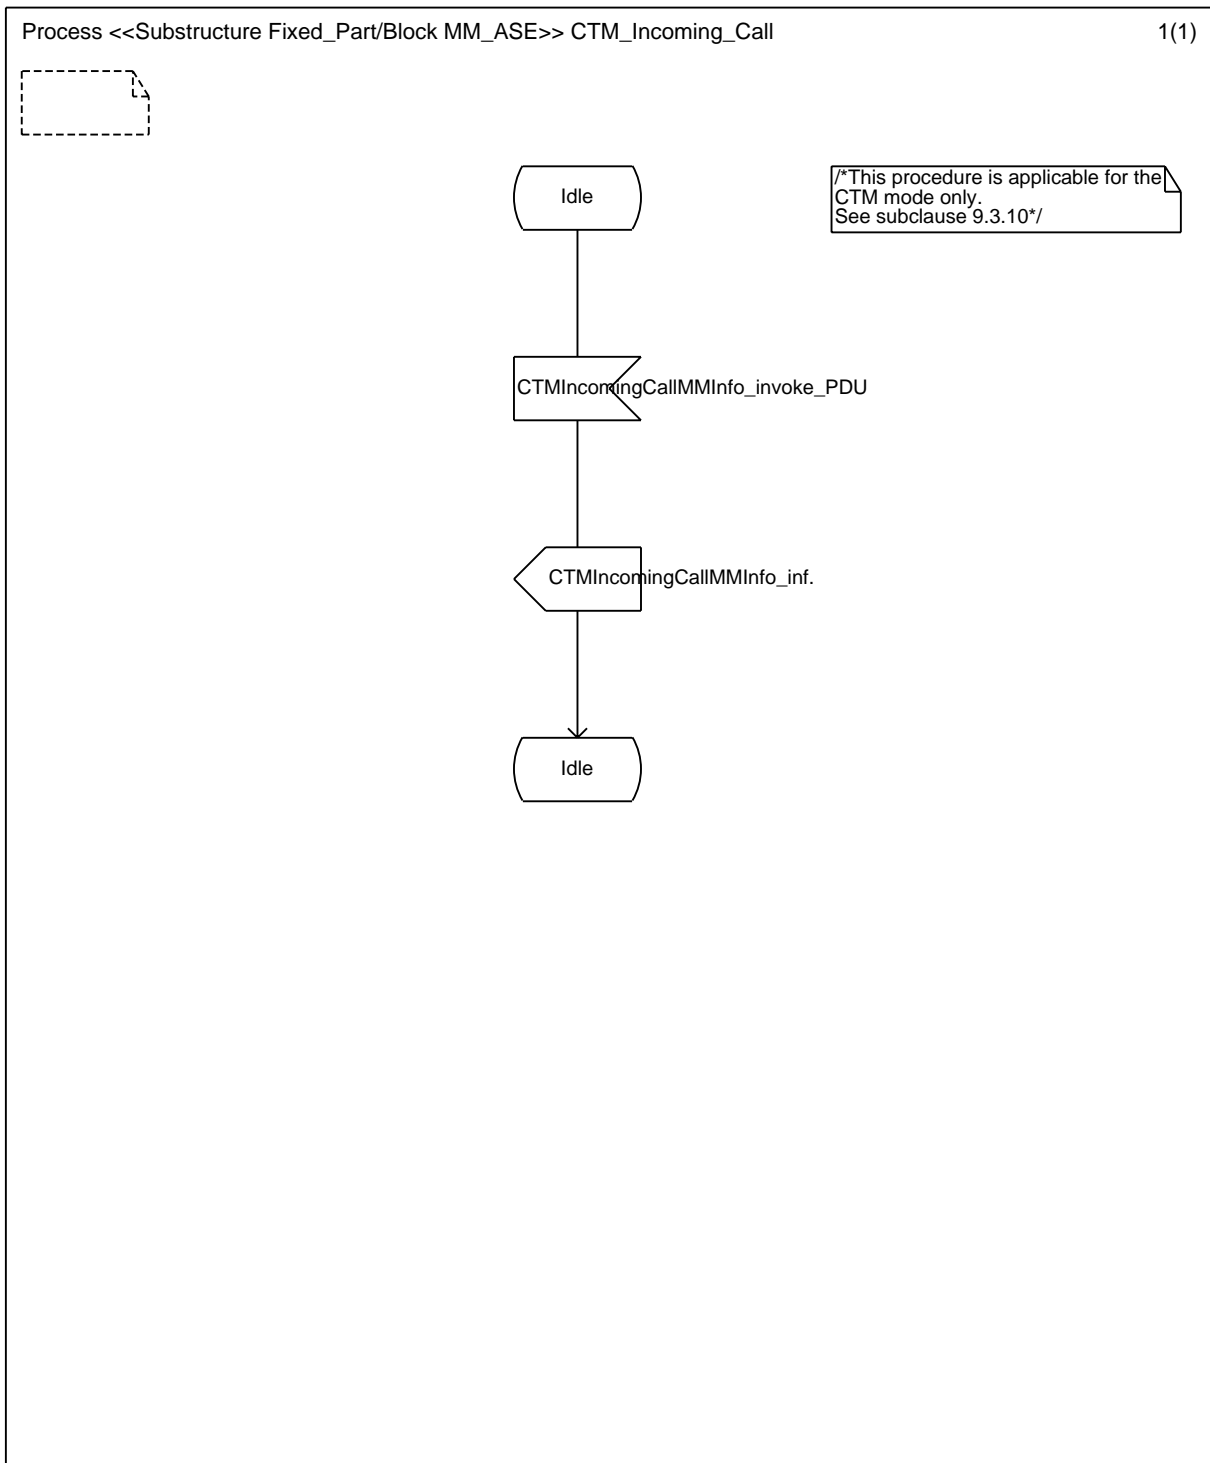 Process <<Substructure Fixed_Part/Block MM_ASE>> CTM_Incoming_Call 1(1)
Idle
/*This procedure is applicable for the
CTM mode only.
See subclause 9.3.10*/
CTMIncomingCallMMInfo_invoke_PDU
CTMIncomingCallMMInfo_inf.
Idle